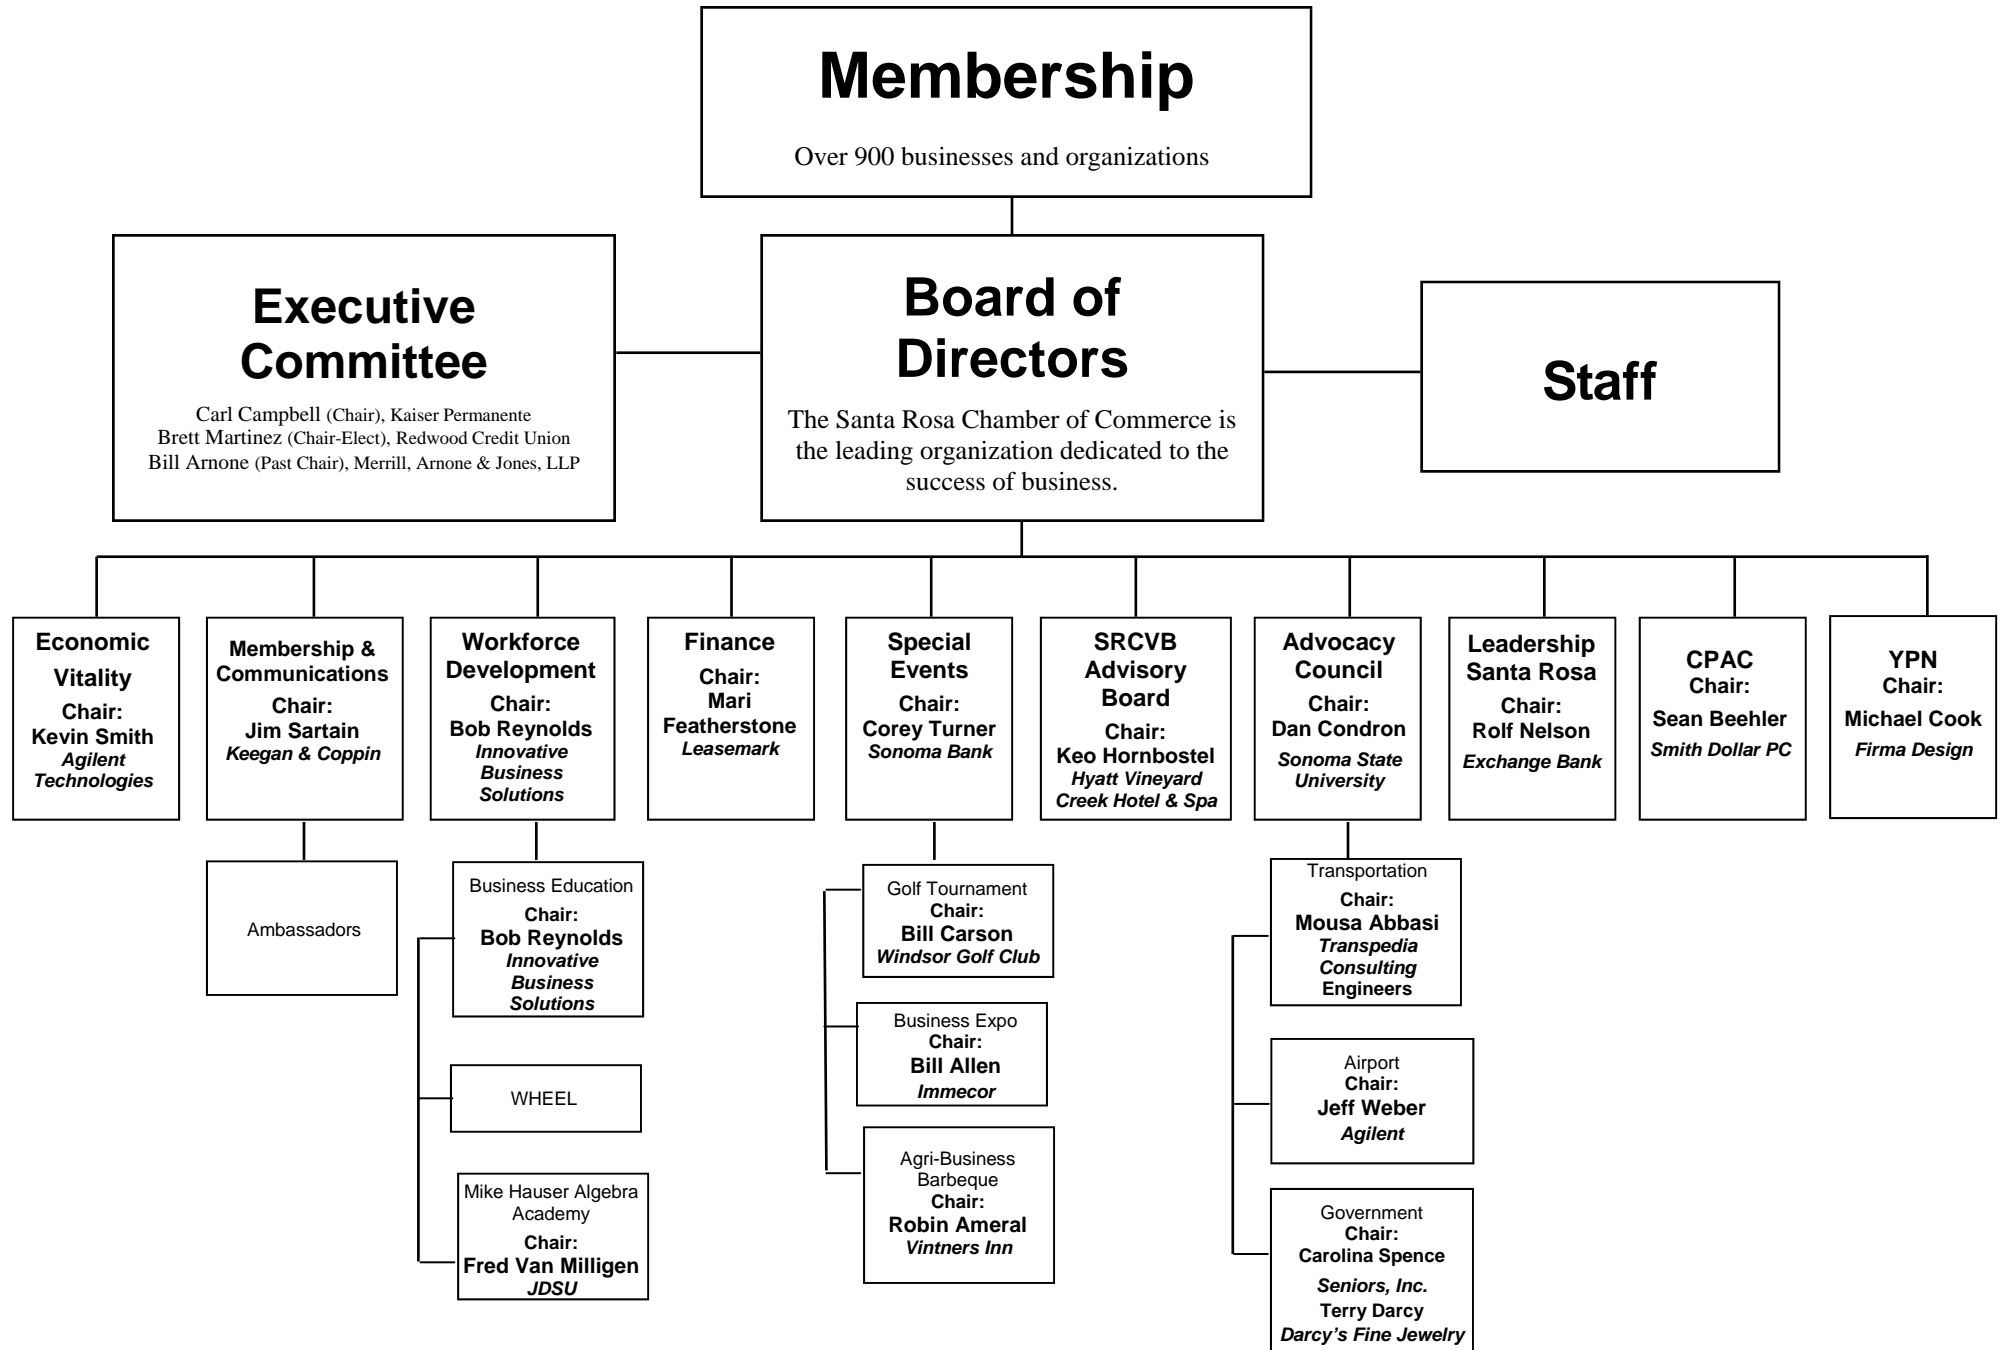 Membership
Over 900 businesses and organizations
Executive
Committee
Carl Campbell (Chair), Kaiser Permanente
Brett Martinez (Chair-Elect), Redwood Credit Union
Bill Arnone (Past Chair), Merrill, Arnone & Jones, LLP
Board of
Directors
The Santa Rosa Chamber of Commerce is
the leading organization dedicated to the
success of business.
Staff
Economic
Vitality
Chair:
Kevin Smith
Agilent
Technologies
Membership &
Communications
Chair:
Jim Sartain
Keegan & Coppin
Workforce
Development
Chair:
Bob Reynolds
Innovative
Business
Solutions
Finance
Chair:
Mari
Featherstone
Leasemark
Special
Events
Chair:
Corey Turner
Sonoma Bank
SRCVB
Advisory
Board
Chair:
Keo Hornbostel
Hyatt Vineyard
Creek Hotel & Spa
Advocacy
Council
Chair:
Dan Condron
Sonoma State
University
Leadership
Santa Rosa
Chair:
Rolf Nelson
Exchange Bank
CPAC
Chair:
Sean Beehler
Smith Dollar PC
YPN
Chair:
Michael Cook
Firma Design
Ambassadors
Business Education
Chair:
Bob Reynolds
Innovative
Business
Solutions
WHEEL
Mike Hauser Algebra
Academy
Chair:
Fred Van Milligen
JDSU
Golf Tournament
Chair:
Bill Carson
Windsor Golf Club
Business Expo
Chair:
Bill Allen
Immecor
Agri-Business
Barbeque
Chair:
Robin Ameral
Vintners Inn
Transportation
Chair:
Mousa Abbasi
Transpedia
Consulting
Engineers
Airport
Chair:
Jeff Weber
Agilent
Government
Chair:
Carolina Spence
Seniors, Inc.
Terry Darcy
Darcy's Fine Jewelry